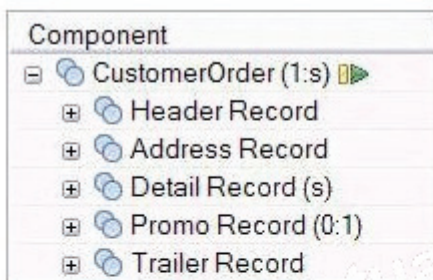 Component
CustomerOrder (1:s)
Header Record
Address Record
Detail Record (s)
Promo Record (0:1)
Trailer Record